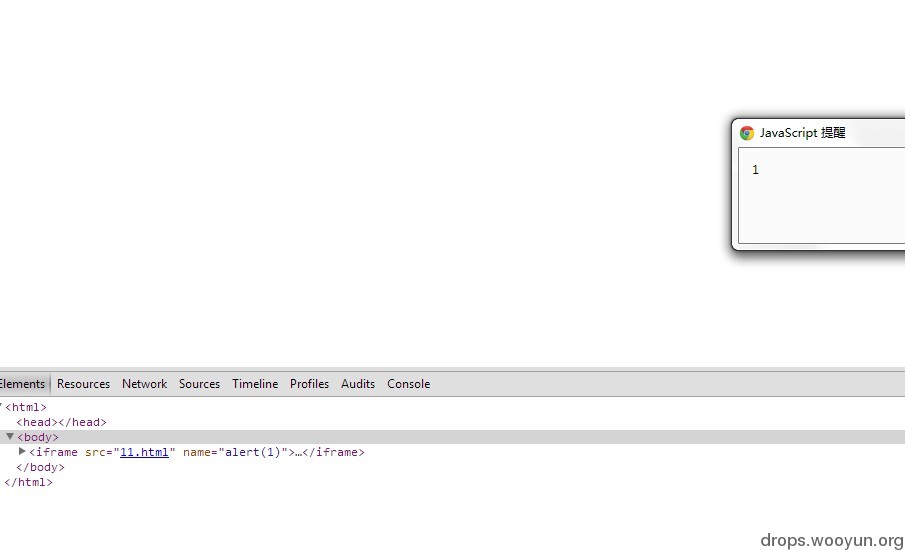 JavaScript 提醒
1
Elements Resources Network Sources Timeline Profiles Audits Console
<html>
<head></head>
<body>
<iframe src="11.html" name="alert(1)">…</iframe>
</body>
</html>
drops.wooyun.org